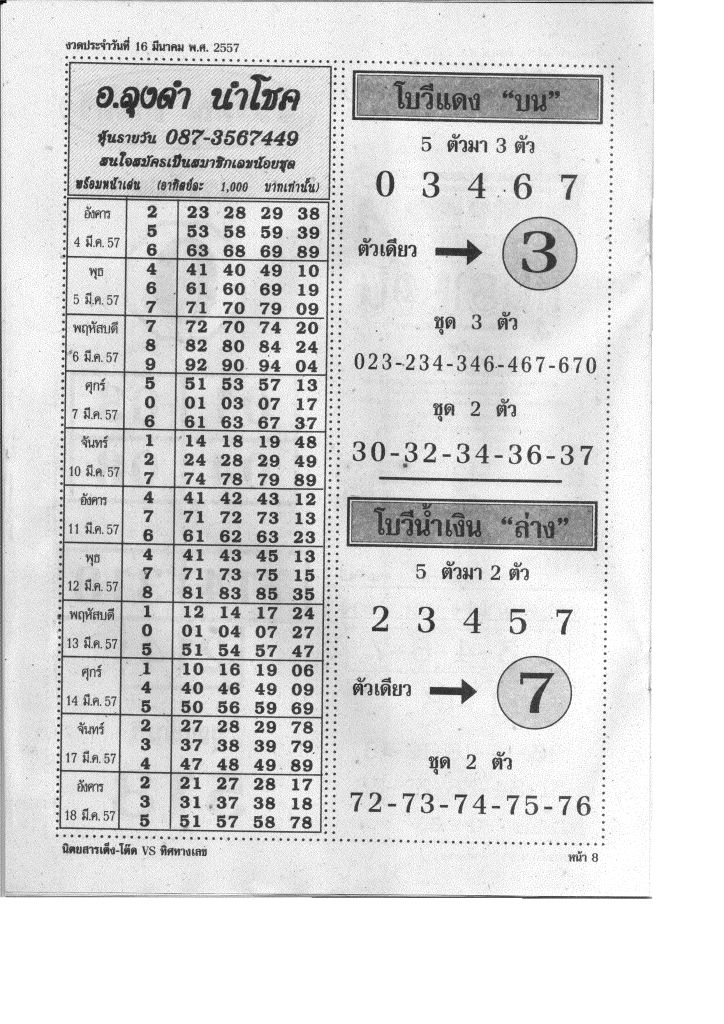 งวดประจำวันที่ 16 มีนาคม พ.ศ. 2557
อ.จุงดำ นำโชค
หุ้นรายวัน 087-3567449
สนใจสมัครเป็นสมาชิกเลขน้อยชุด
พร้อมหน้าเด่น (อาทิตย์ละ 1,000 บาทเท่านั้น)
อังคาร 2 23 28 29 38
5 53 58 59 39
4 มี.ค. 57 6 63 68 69 89
พุธ 4 41 40 49 10
6 61 60 69 19
5 มี.ค. 57 7 71 70 79 09
พฤหัสบดี 7 72 70 74 20
8 82 80 84 24
6 มี.ค. 57 9 92 90 94 04
ศุกร์ 5 51 53 57 13
0 01 03 07 17
7 มี.ค. 57 6 61 63 67 37
จันทร์ 1 14 18 19 48
2 24 28 29 49
10 มี.ค. 57 7 74 78 79 89
อังคาร 4 41 42 43 12
7 71 72 73 13
11 มี.ค. 57 6 61 62 63 23
พุธ 4 41 43 45 13
7 71 73 75 15
12 มี.ค. 57 8 81 83 85 35
พฤหัสบดี 1 12 14 17 24
0 01 04 07 27
13 มี.ค. 57 5 51 54 57 47
ศุกร์ 1 10 16 19 06
4 40 46 49 09
14 มี.ค. 57 5 50 56 59 69
จันทร์ 2 27 28 29 78
3 37 38 39 79
17 มี.ค. 57 4 47 48 49 89
อังคาร 2 21 27 28 17
3 31 37 38 18
18 มี.ค. 57 5 51 57 58 78
โบวีแดง “บน”
5 ตัวมา 3 ตัว
0 3 4 6 7
ตัวเดียว 3
ชุด 3 ตัว
023-234-346-467-670
ชุด 2 ตัว
30-32-34-36-37
โบวีน้ำเงิน “ล่าง”
5 ตัวมา 2 ตัว
2 3 4 5 7
ตัวเดียว 7
ชุด 2 ตัว
72-73-74-75-76
นิตยสารเต็ง-โต๊ด VS ทิศทางเลข
หน้า 8